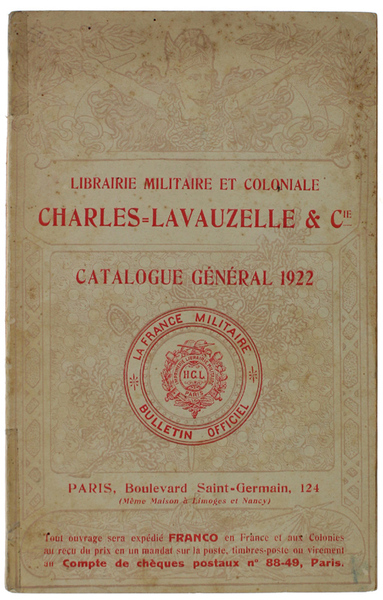 LIBRAIRIE MILITAIRE ET COLONIALE
CHARLES=LAVAUZELLE & CIE
CATALOGUE GÉNÉRAL 1922
LA FRANCE MILITAIRE
H.C.L
PARIS
BULLETIN OFFICIEL
PARIS, Boulevard Saint-Germain, 124
(Même Maison à Limoges et Nancy)
Tout ouvrage sera expédié FRANCO en France et aux Colonies
au reçu du prix en un mandat sur la poste, timbres-poste ou virement
au Compte de chèques postaux n° 88-49, Paris.